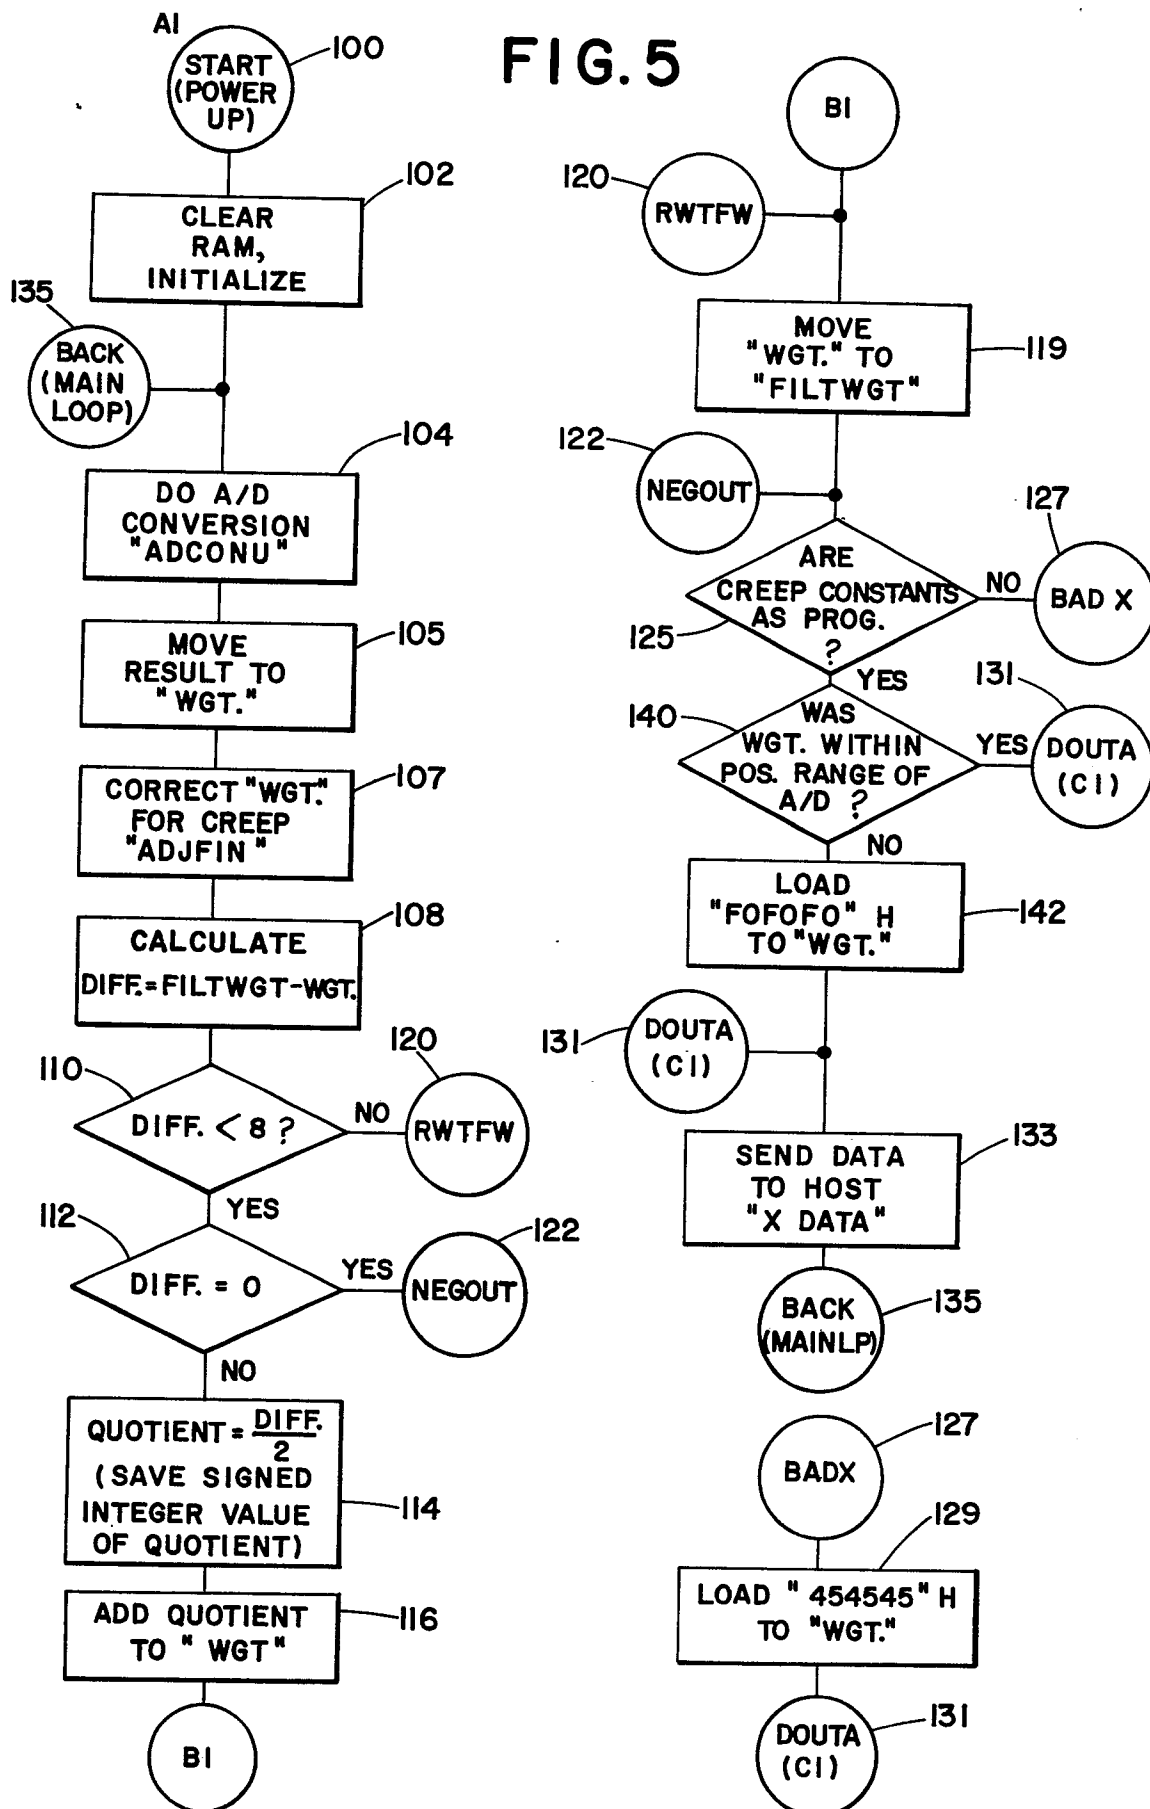 FIG. 5
A1
START
(POWER
UP)
100
CLEAR
RAM,
INITIALIZE
102
BACK
(MAIN
LOOP)
135
DO A/D
CONVERSION
"ADCONU"
104
MOVE
RESULT TO
"WGT."
105
CORRECT "WGT."
FOR CREEP
"ADJFIN"
107
CALCULATE
DIFF.=FILTWGT-WGT.
108
110
DIFF. < 8 ?
NO
120
RWTFW
YES
112
DIFF. = 0
YES
122
NEGOUT
NO
QUOTIENT = DIFF.
2
(SAVE SIGNED
INTEGER VALUE
OF QUOTIENT)
114
ADD QUOTIENT
TO "WGT"
116
B1
B1
120
RWTFW
MOVE
"WGT." TO
"FILTWGT"
119
122
NEGOUT
ARE
CREEP CONSTANTS
AS PROG.
?
125
NO
127
BAD X
YES
140
WAS
WGT. WITHIN
POS. RANGE OF
A/D ?
YES
131
DOUTA
(C1)
NO
LOAD
"FOFOFO" H
TO "WGT."
142
131
DOUTA
(C1)
SEND DATA
TO HOST
"X DATA"
133
BACK
(MAINLP)
135
BADX
127
LOAD "454545" H
TO "WGT."
129
DOUTA
(C1)
131